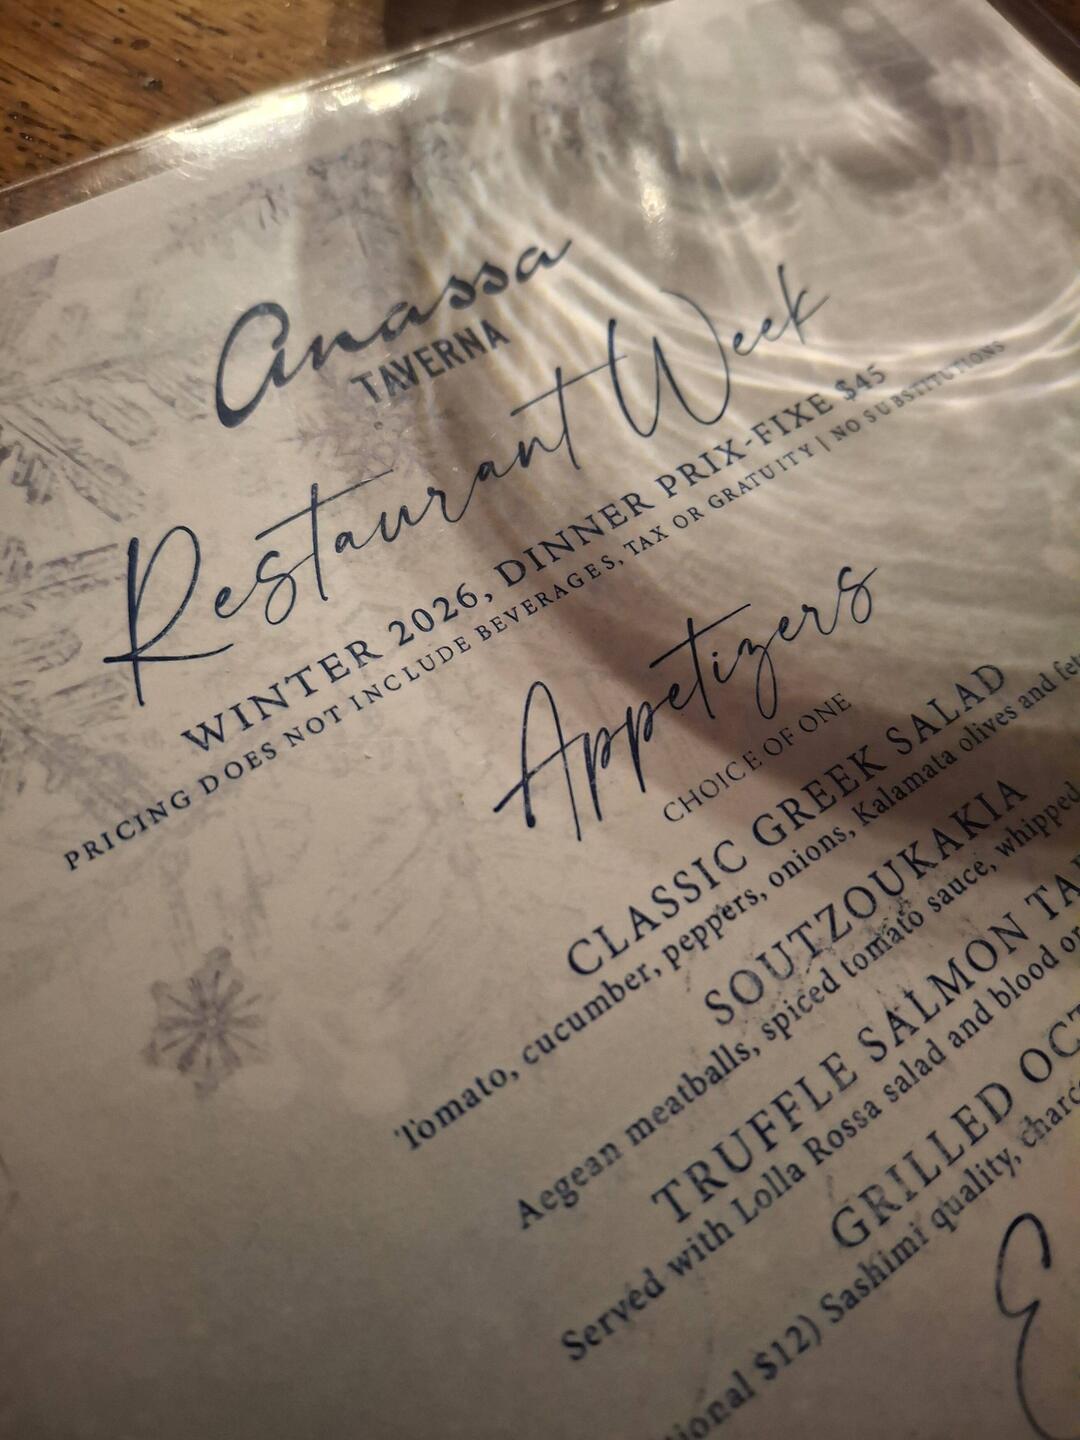 anassa
TAVERNA
Restaurant Week
WINTER 2026, DINNER PRIX-FIXE $45
PRICING DOES NOT INCLUDE BEVERAGES, TAX OR GRATUITY | NO SUBSTITUTIONS
Appetizers
CHOICE OF ONE
CLASSIC GREEK SALAD
Tomato, cucumber, peppers, onions, Kalamata olives and
SOUTZOUKAKIA
Aegean meatballs, spiced tomato sauce, whipped
TRUFFLE SALMON
Served with Lolla Rossa salad and blood
GRILLED
$12) Sashimi quality,